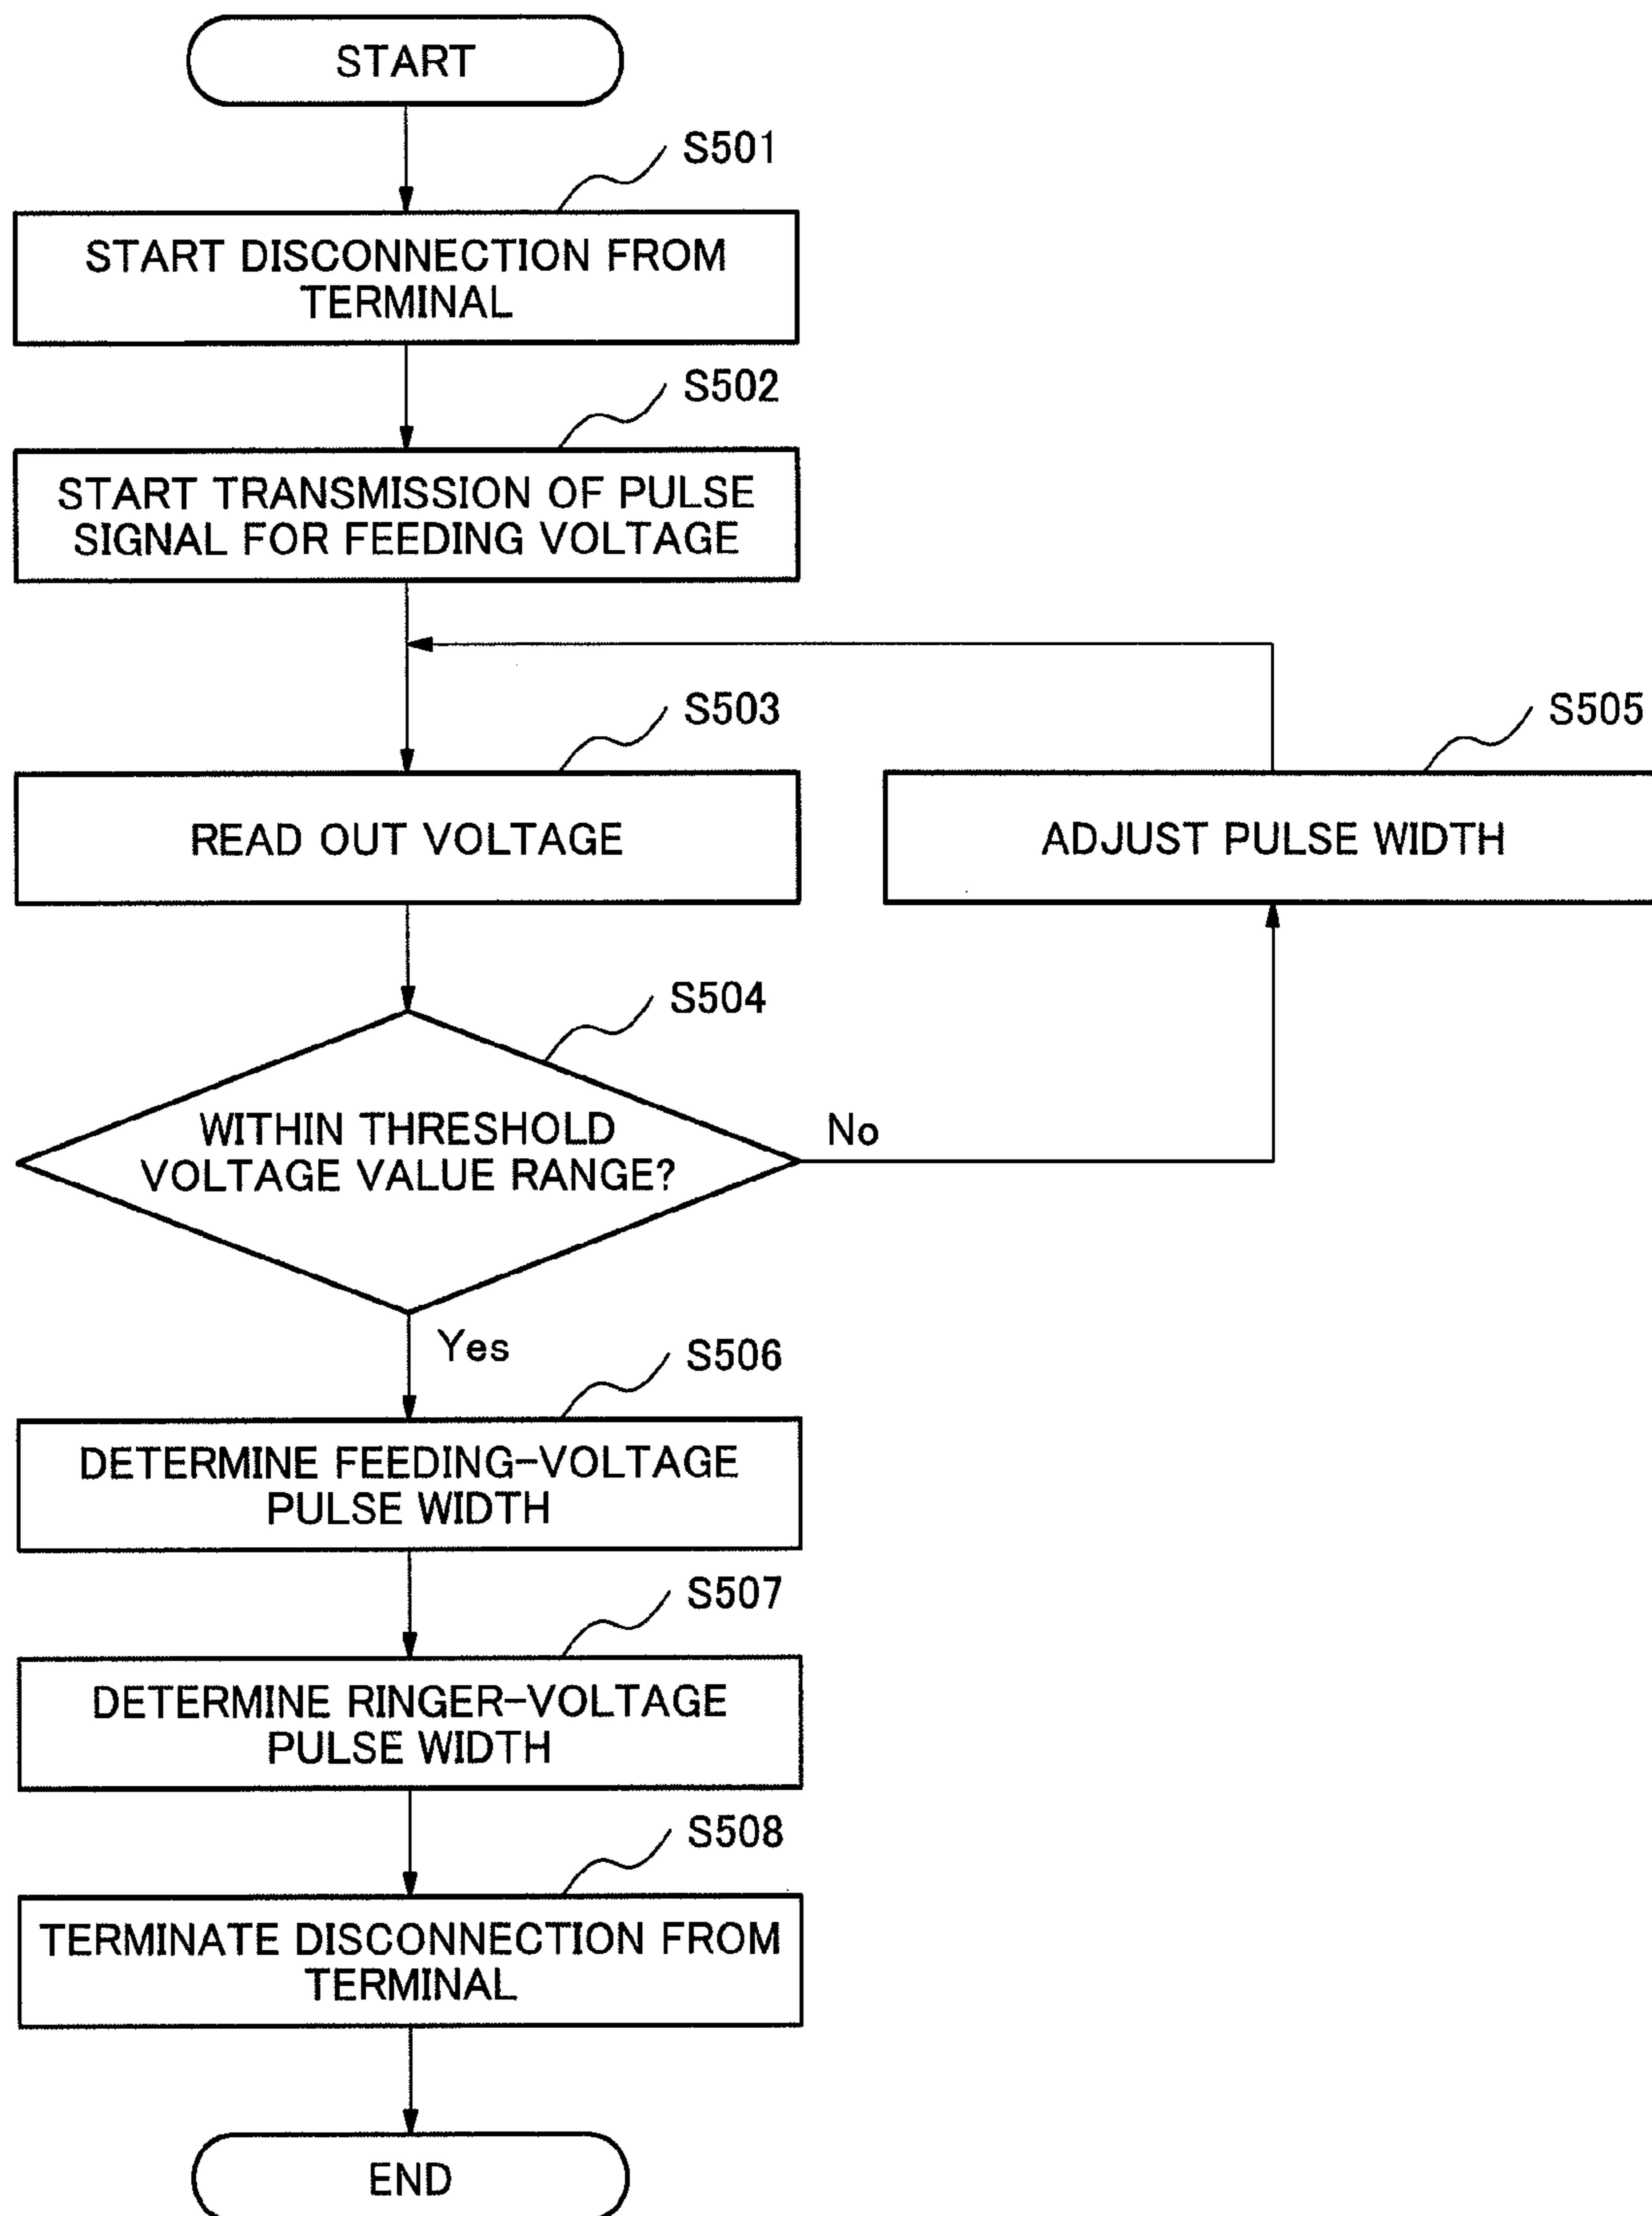 START
S501
START DISCONNECTION FROM
TERMINAL
S502
START TRANSMISSION OF PULSE
SIGNAL FOR FEEDING VOLTAGE
S503
READ OUT VOLTAGE
S505
ADJUST PULSE WIDTH
S504
WITHIN THRESHOLD
VOLTAGE VALUE RANGE?
No
Yes
S506
DETERMINE FEEDING-VOLTAGE
PULSE WIDTH
S507
DETERMINE RINGER-VOLTAGE
PULSE WIDTH
S508
TERMINATE DISCONNECTION FROM
TERMINAL
END